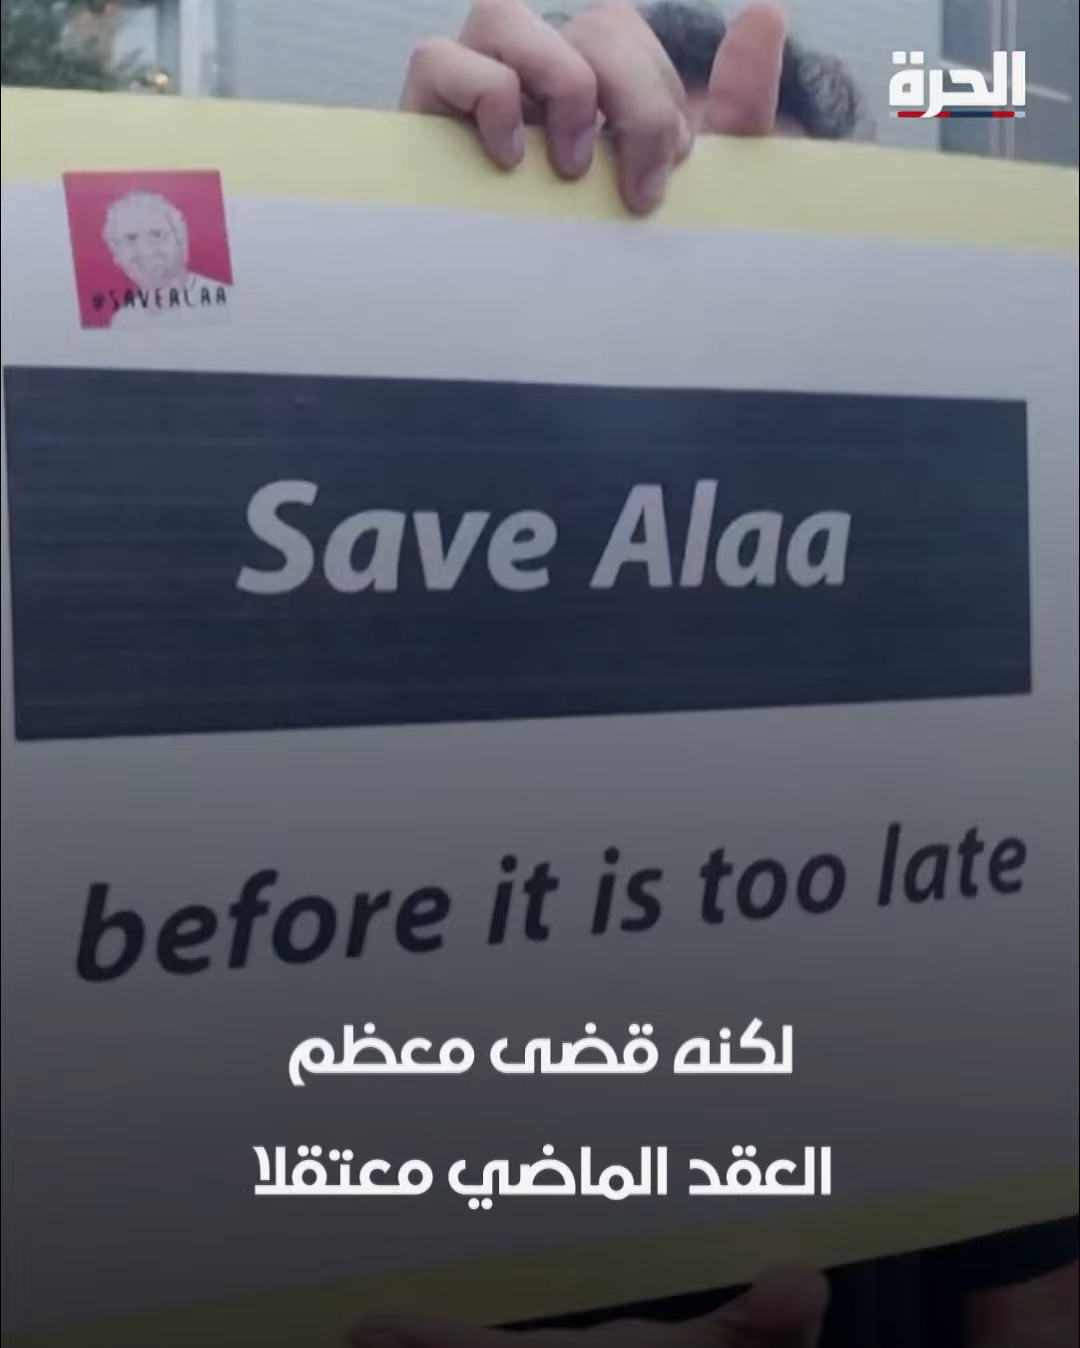 الحرة
#SAVEALAA
Save Alaa
before it is too late
لكنه قضى معظم
العقد الماضي معتقلا